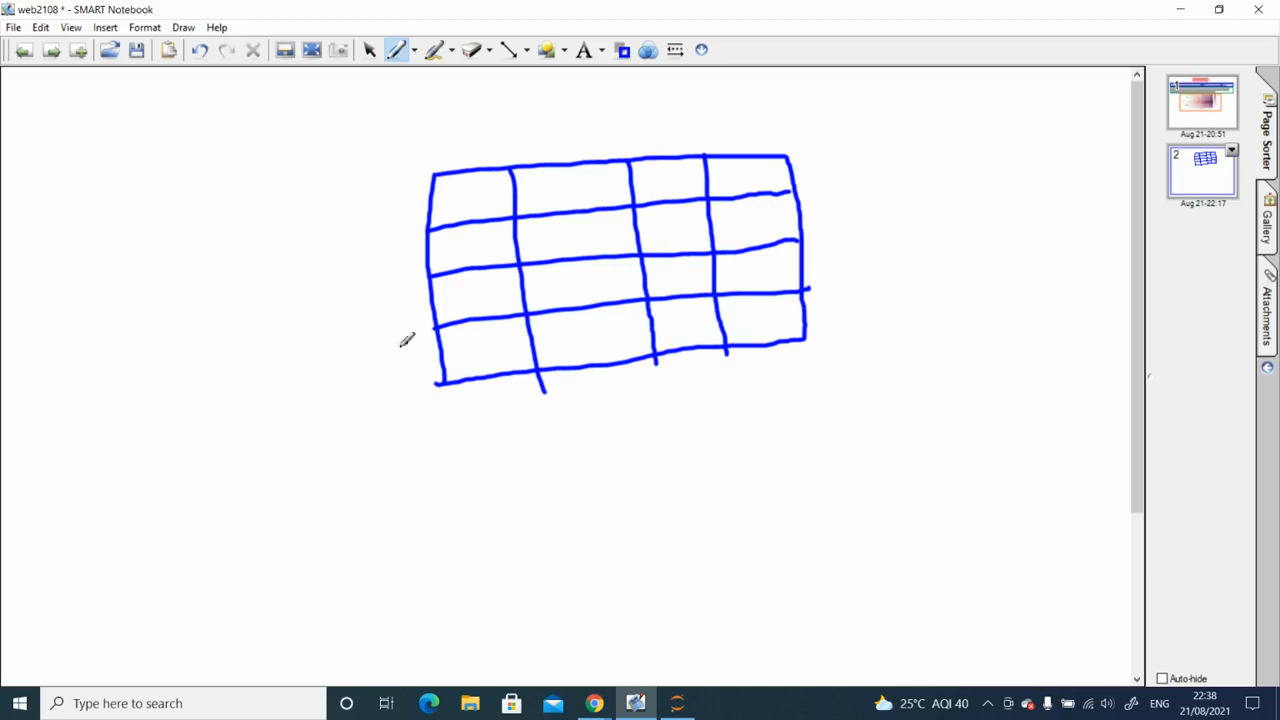 web2108 * - SMART Notebook
File Edit View Insert Format Draw Help
1
Aug 21-20:51
2
Aug 21-22:17
Page Sorter
Gallery
Attachments
Auto-hide
Type here to search
25°C AQI 40
ENG
22:38
21/08/2021